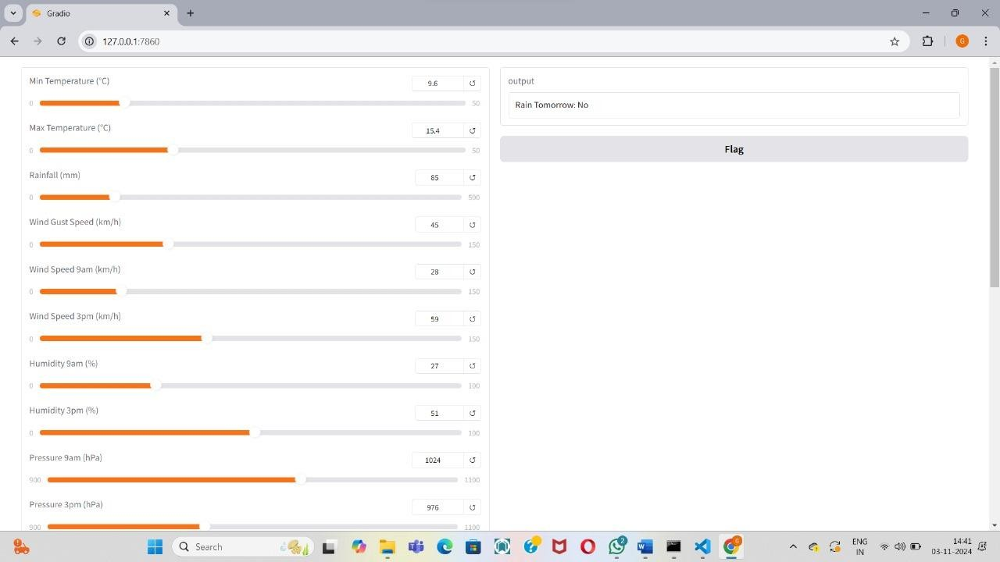 Gradio
127.0.0.1:7860
G
Min Temperature (°C)
9.6
0
50
Max Temperature (°C)
15.4
0
50
Rainfall (mm)
85
0
500
Wind Gust Speed (km/h)
45
0
150
Wind Speed 9am (km/h)
28
0
150
Wind Speed 3pm (km/h)
59
0
150
Humidity 9am (%)
27
0
100
Humidity 3pm (%)
51
0
100
Pressure 9am (hPa)
1024
900
1100
Pressure 3pm (hPa)
976
900
1100
output
Rain Tomorrow: No
Flag
Search
2
G
ENG
IN
14:41
03-11-2024